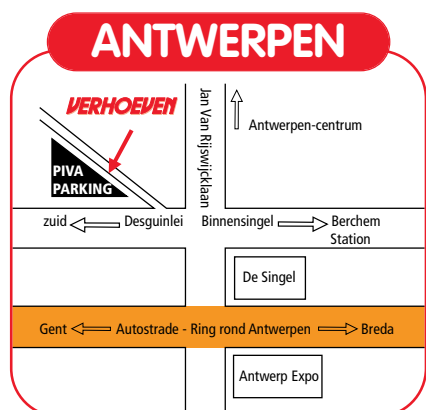 ANTWERPEN
VERHOEVEN
Jan Van Rijswijcklaan
Antwerpen-centrum
PIVA
PARKING
zuid Desguinlei Binnensingel Berchem
Station
De Singel
Gent Autostrade - Ring rond Antwerpen Breda
Antwerp Expo